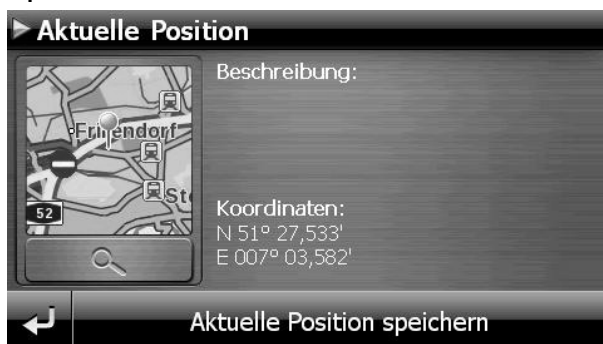 Aktuelle Position
Beschreibung:
52
Koordinaten:
N 51° 27,533'
E 007° 03,582'
Aktuelle Position speichern